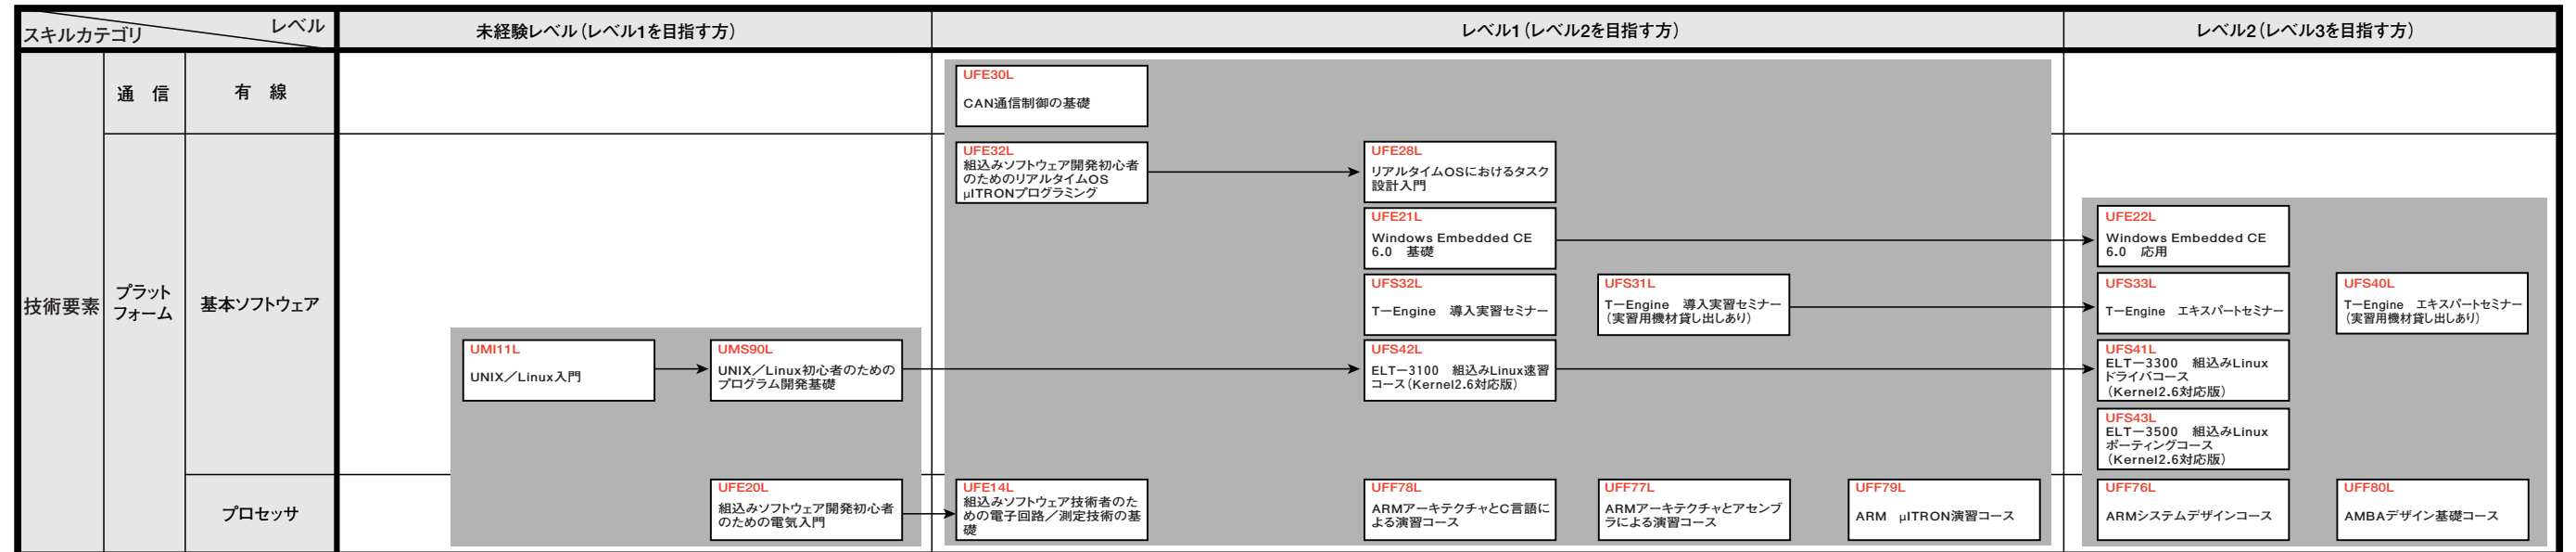 スキルカテゴリ
レベル
未経験レベル（レベル1を目指す方）
レベル1（レベル2を目指す方）
レベル2（レベル3を目指す方）
技術要素
通　信
有　線
UFE30L
CAN通信制御の基礎
プラット
フォーム
基本ソフトウェア
UFE32L
組込みソフトウェア開発初心者
のためのリアルタイムOS
μITRONプログラミング
UFE28L
リアルタイムOSにおけるタスク
設計入門
UFE21L
Windows Embedded CE
6.0　基礎
UFE22L
Windows Embedded CE
6.0　応用
UFS32L
T－Engine　導入実習セミナー
UFS31L
T－Engine　導入実習セミナー
（実習用機材貸し出しあり）
UFS33L
T－Engine　エキスパートセミナー
UFS40L
T－Engine　エキスパートセミナー
（実習用機材貸し出しあり）
UMI11L
UNIX／Linux入門
UMS90L
UNIX／Linux初心者のための
プログラム開発基礎
UFS42L
ELT－3100　組込みLinux速習
コース（Kernel2.6対応版）
UFS41L
ELT－3300　組込みLinux
ドライバコース
（Kernel2.6対応版）
UFS43L
ELT－3500　組込みLinux
ポーティングコース
（Kernel2.6対応版）
プロセッサ
UFE20L
組込みソフトウェア開発初心者
のための電気入門
UFE14L
組込みソフトウェア技術者のた
めの電子回路／測定技術の基
礎
UFF78L
ARMアーキテクチャとC言語に
よる演習コース
UFF77L
ARMアーキテクチャとアセンブ
ラによる演習コース
UFF79L
ARM　μITRON演習コース
UFF76L
ARMシステムデザインコース
UFF80L
AMBAデザイン基礎コース